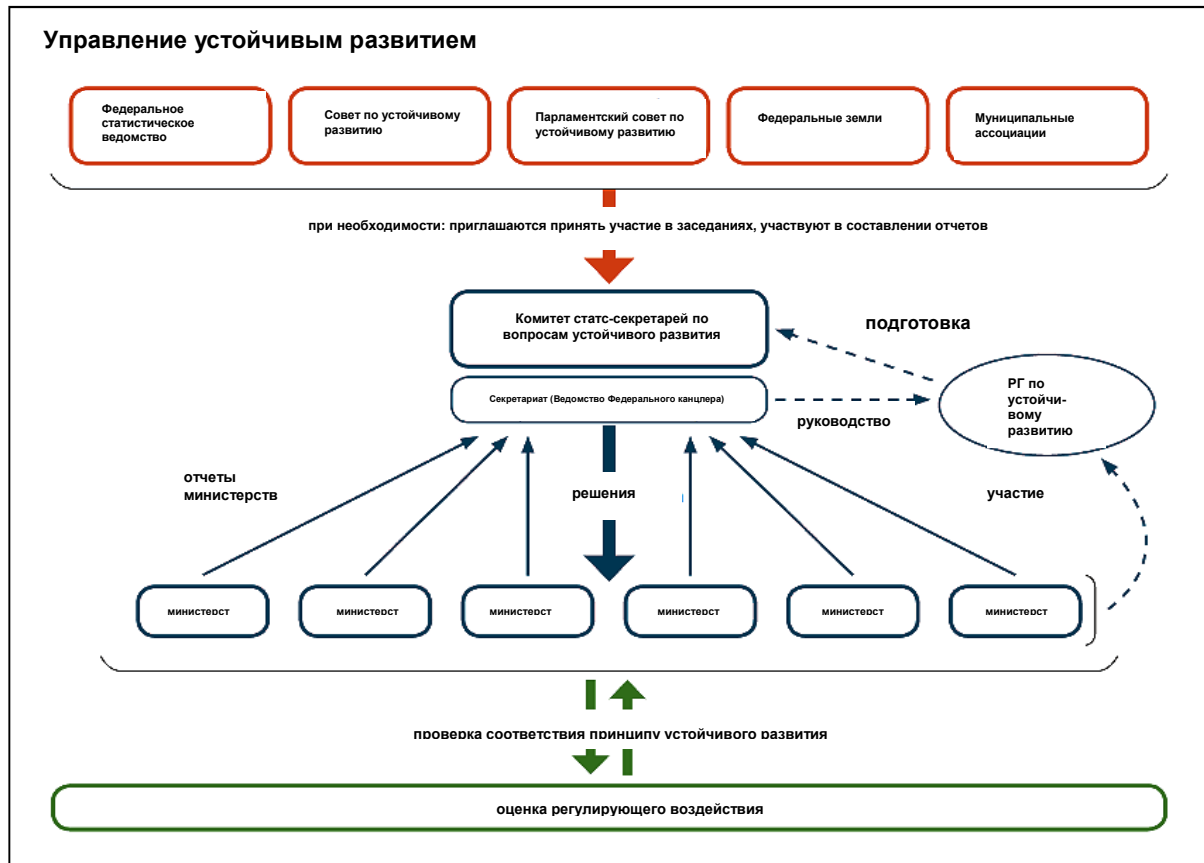 Управление устойчивым развитием
Федеральное
статистическое
ведомство
Совет по устойчивому
развитию
Парламентский совет по
устойчивому развитию
Федеральные земли
Муниципальные
ассоциации
при необходимости: приглашаются принять участие в заседаниях, участвуют в составлении отчетов
Комитет статс-секретарей по
вопросам устойчивого развития
подготовка
Секретариат (Ведомство Федерального канцлера)
РГ по
устойчи-
вому
развитию
руководство
отчеты
министерств
решения
участие
министерст
министерст
министерст
министерст
министерст
министерст
проверка соответствия принципу устойчивого развития
оценка регулирующего воздействия